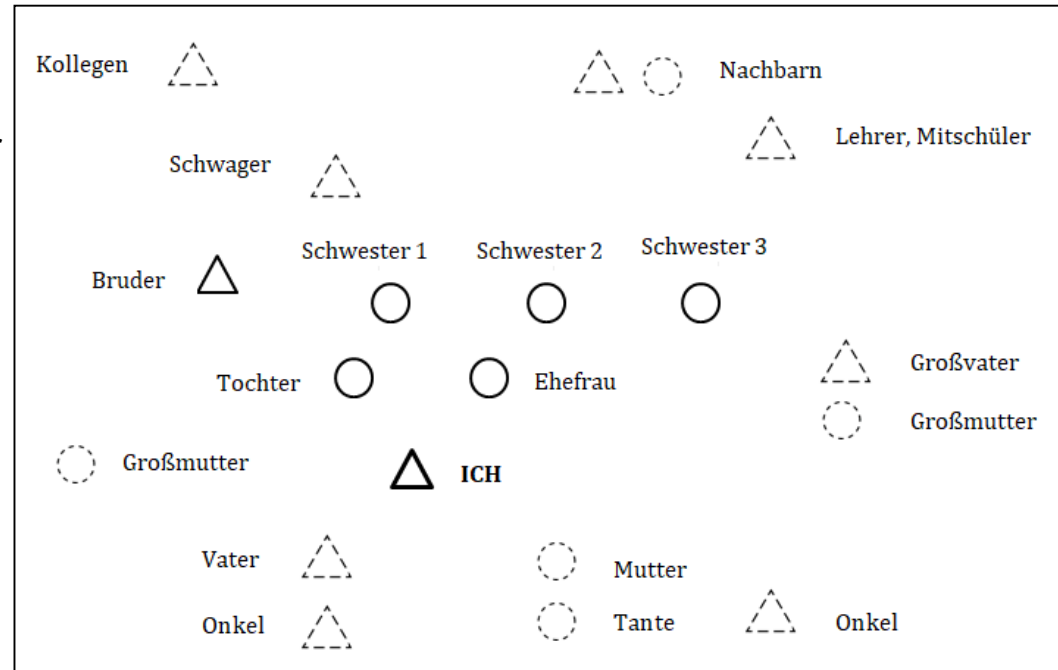 Kollegen
Nachbarn
Lehrer, Mitschüler
Schwager
Schwester 1
Schwester 2
Schwester 3
Bruder
Tochter
Ehefrau
Großvater
Großmutter
Großmutter
ICH
Vater
Mutter
Onkel
Tante
Onkel